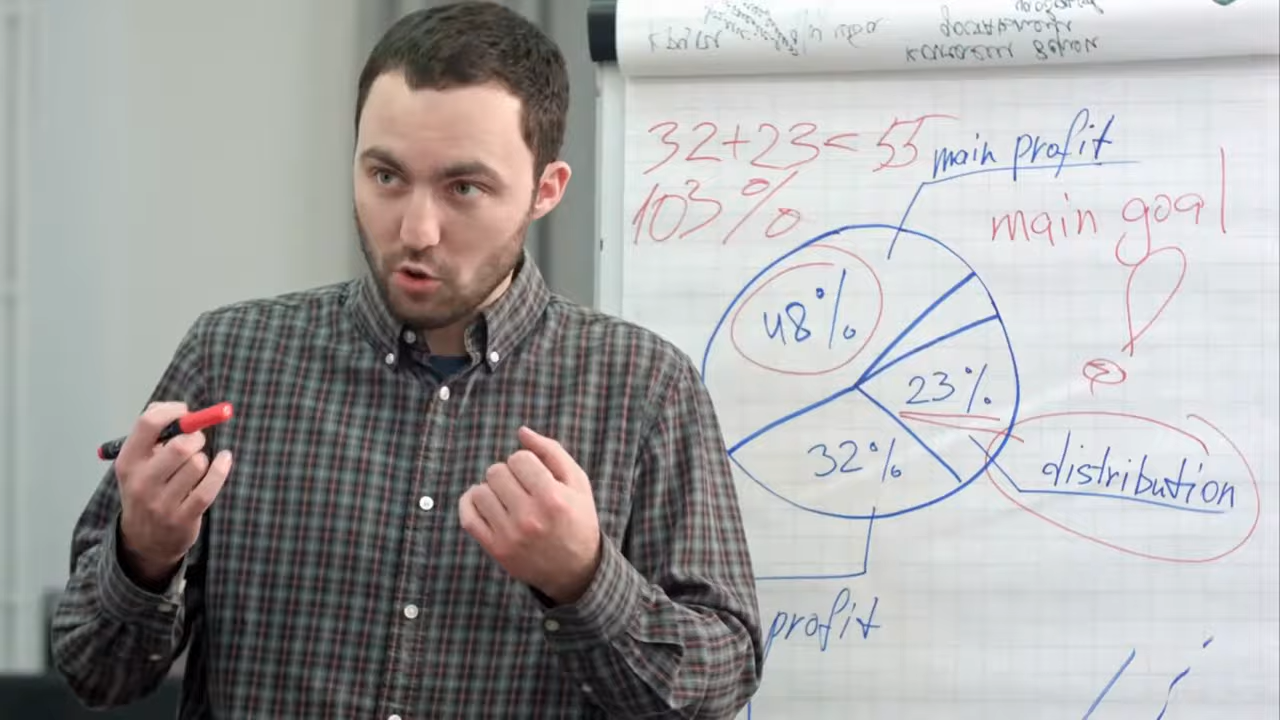 32+23= 55
103%
main profit
main goal
48%
23%
32%
distribution
profit